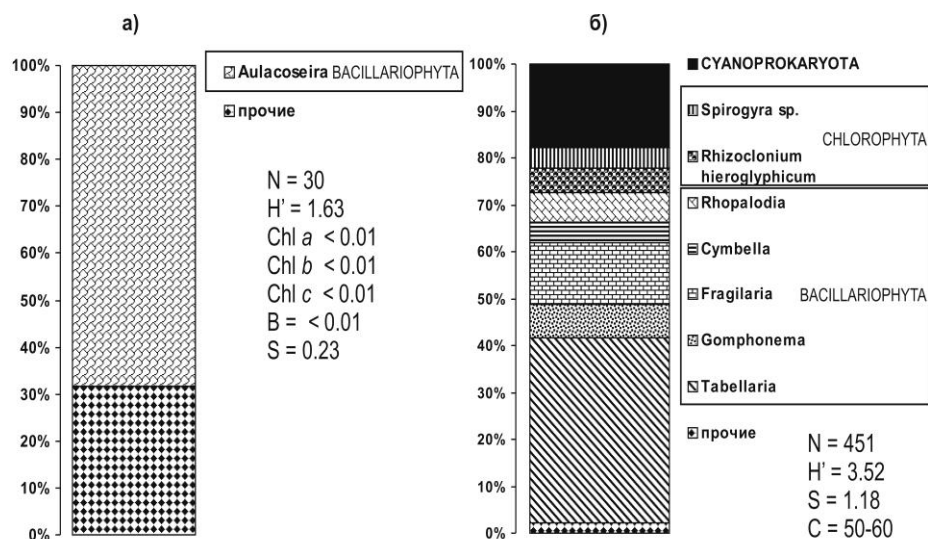 а)
100%
90%
80%
70%
60%
50%
40%
30%
20%
10%
0%
Aulacoseira BACILLARIOPHYTA
прочие
N = 30
H’ = 1.63
Chl a < 0.01
Chl b < 0.01
Chl c < 0.01
B = < 0.01
S = 0.23
б)
100%
90%
80%
70%
60%
50%
40%
30%
20%
10%
0%
CYANOPROKARYOTA
Spirogyra sp.
CHLOROPHYTA
Rhizoclonium
hieroglyphicum
Rhopalodia
Cymbella
Fragilaria BACILLARIOPHYTA
Gomphonema
Tabellaria
прочие
N = 451
H’ = 3.52
S = 1.18
C = 50-60